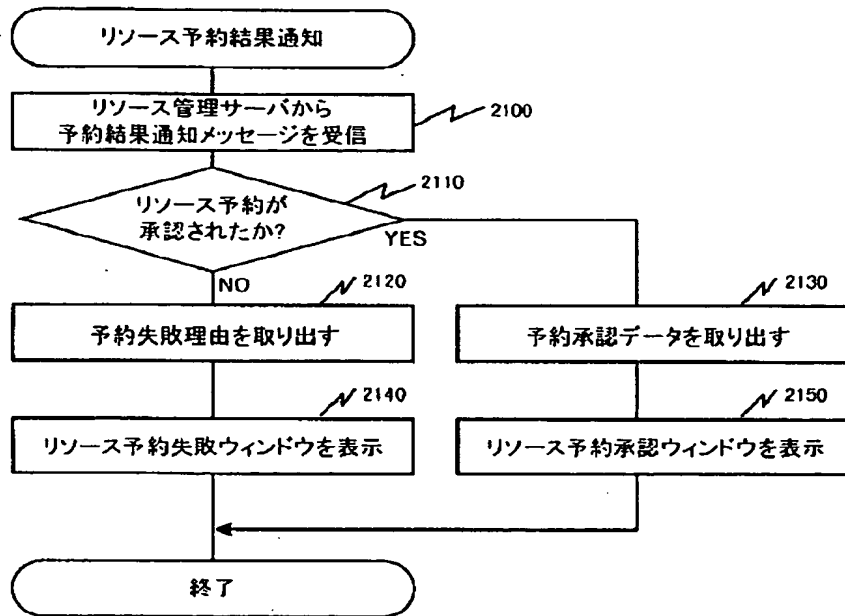 リソース予約結果通知
リソース管理サーバから
予約結果通知メッセージを受信
2100
2110
リソース予約が
承認されたか?
YES
NO
2120
2130
予約失敗理由を取り出す
予約承認データを取り出す
2140
2150
リソース予約失敗ウィンドウを表示
リソース予約承認ウィンドウを表示
終了